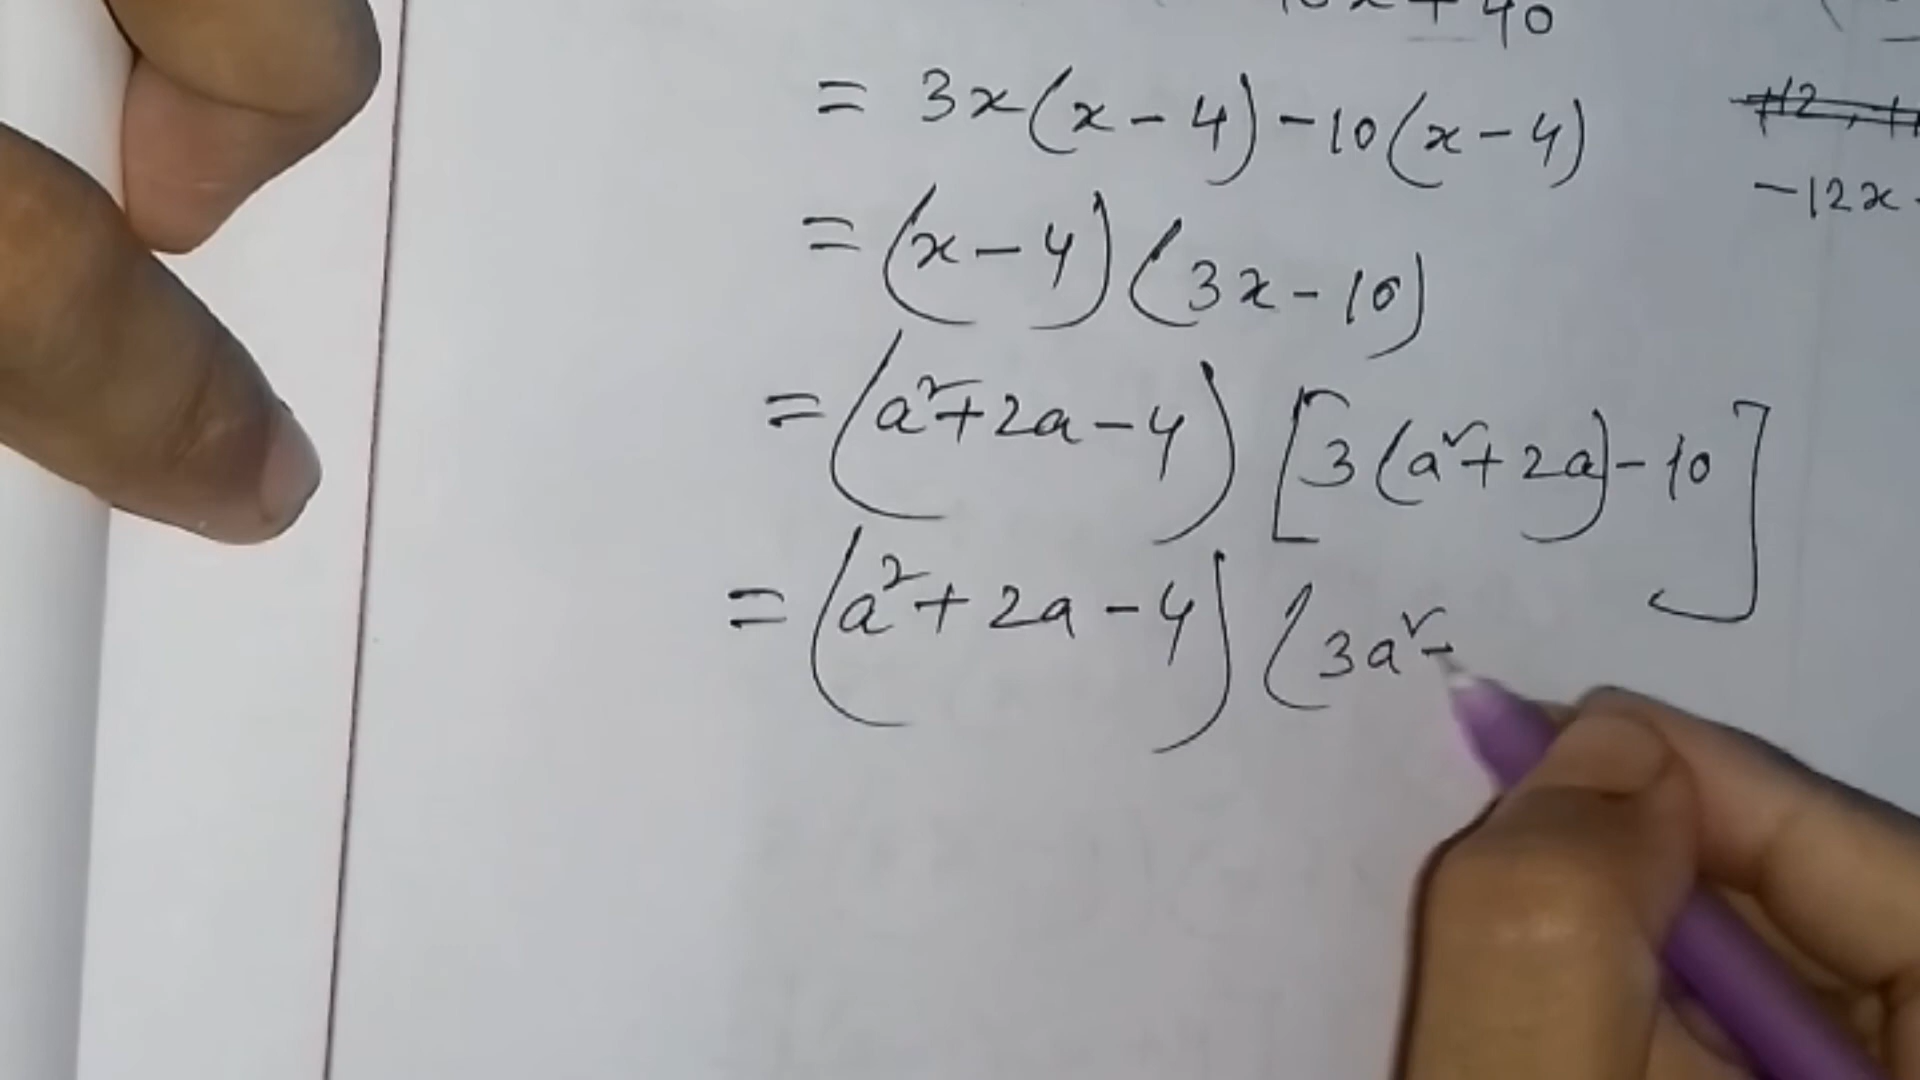 + 40
= 3x(x-4)-10(x-4)
-12x
= (x-4)(3x-10)
= (a²+2a-4)[3(a²+2a)-10]
= (a²+2a-4)(3a²-